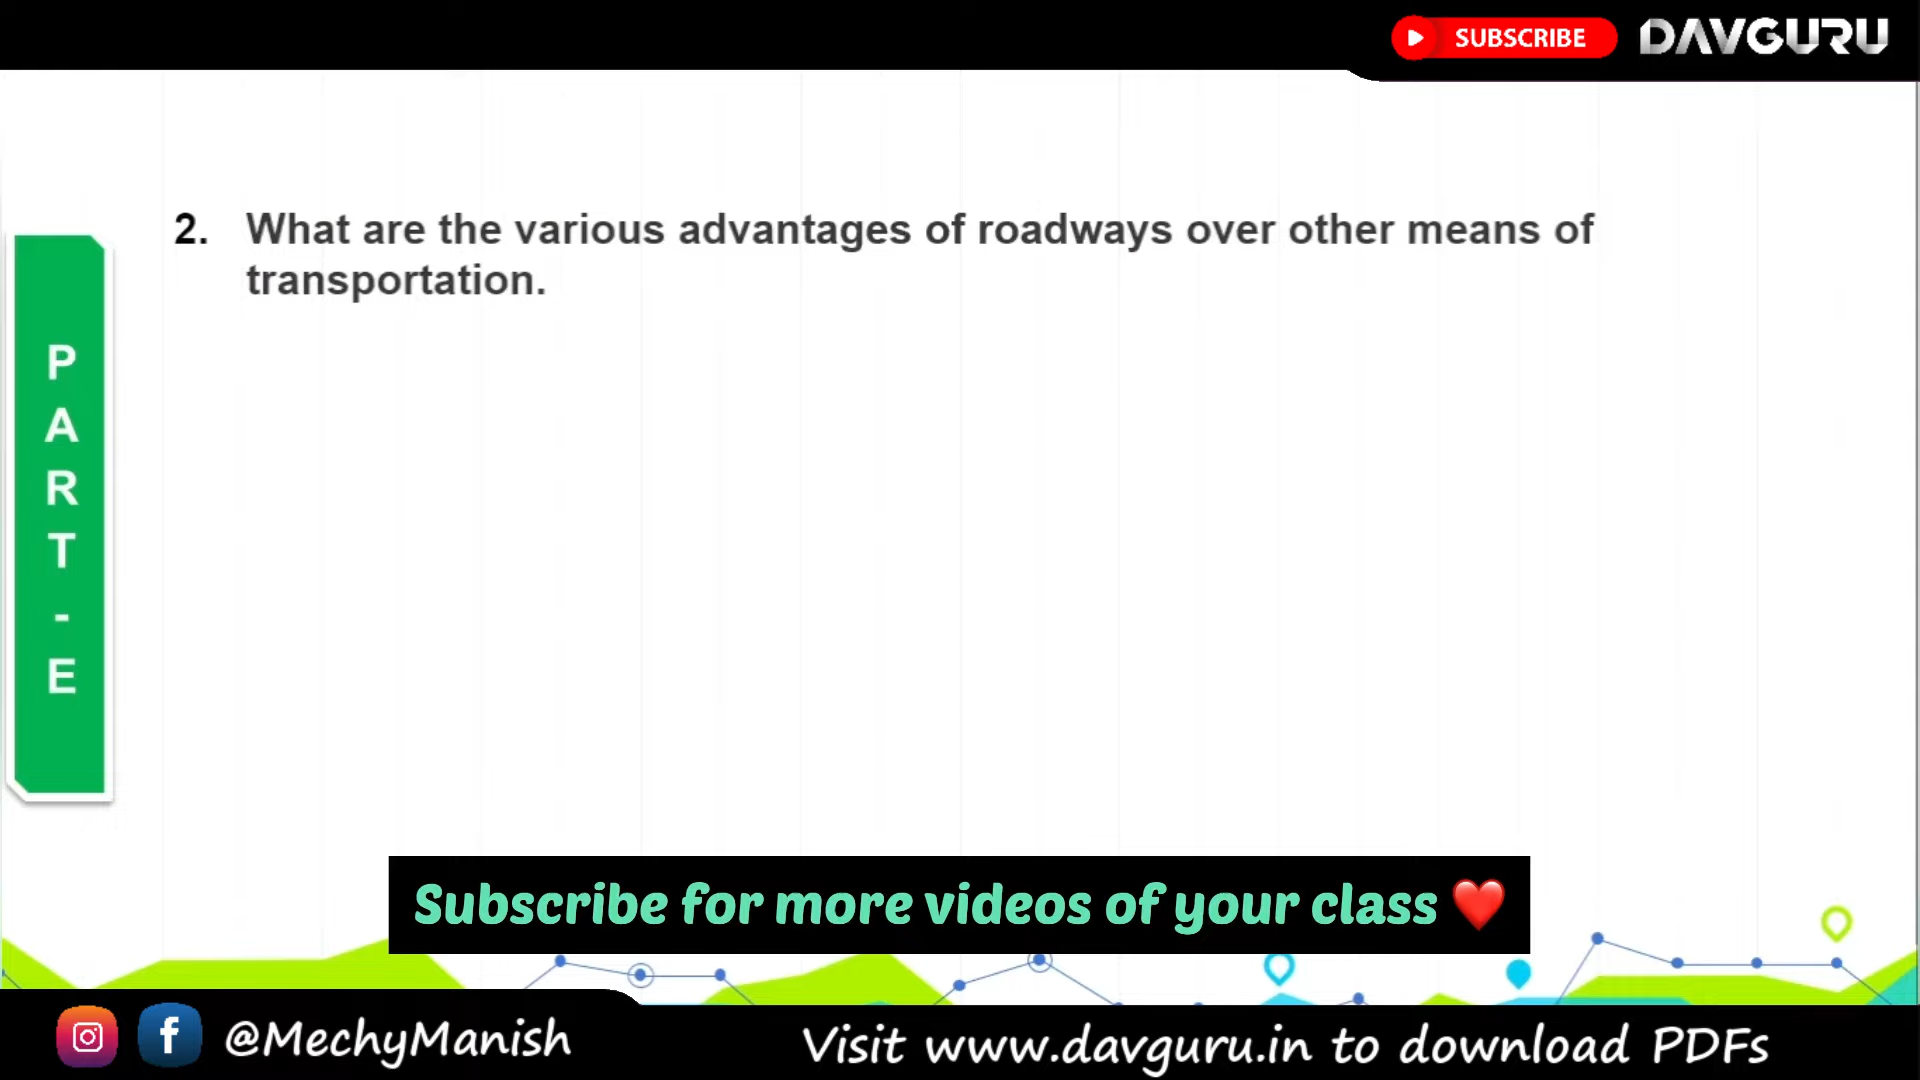 SUBSCRIBE DAVGURU
2. What are the various advantages of roadways over other means of
transportation.
P
A
R
T
-
E
Subscribe for more videos of your class ❤️
@MechyManish Visit www.davguru.in to download PDFs